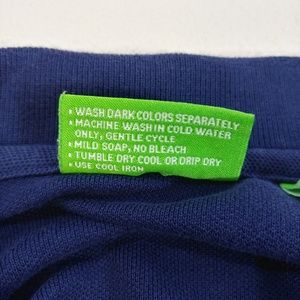 • WASH DARK COLORS SEPARATELY
• MACHINE WASH IN COLD WATER
ONLY, GENTLE CYCLE
• MILD SOAP, NO BLEACH
• TUMBLE DRY COOL OR DRIP DRY
• USE COOL IRON